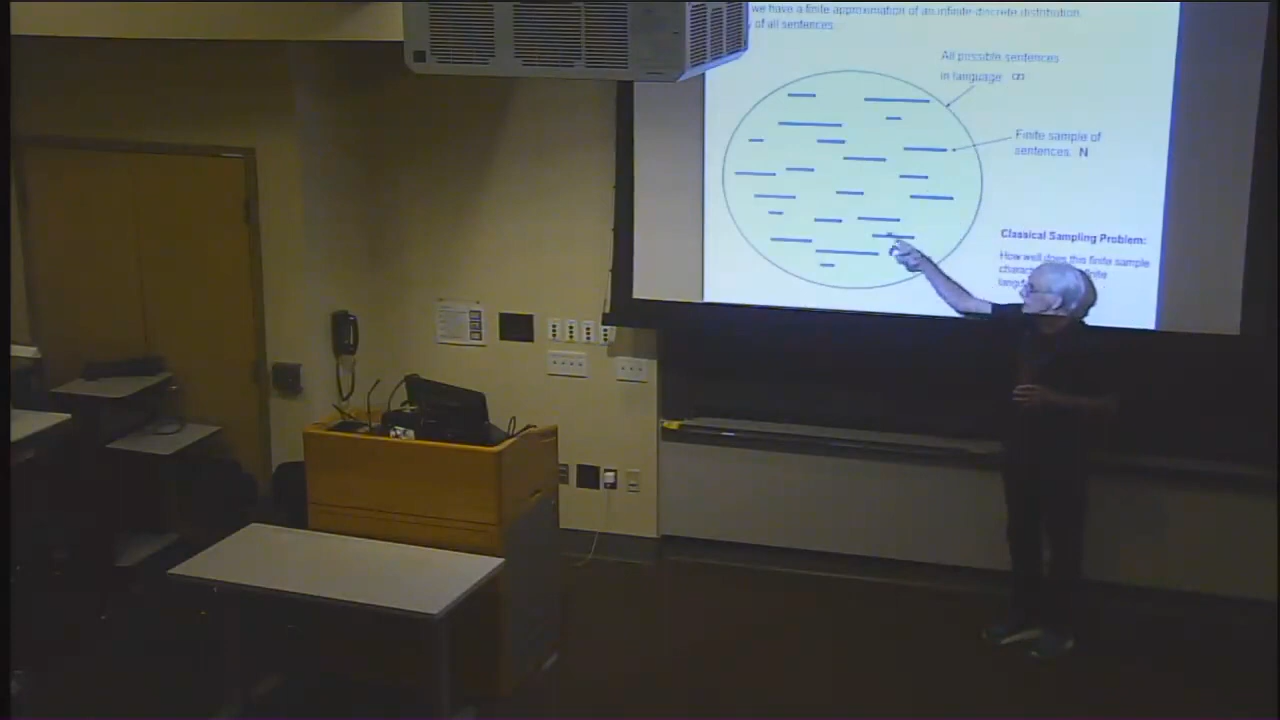 we have a finite approximation of an infinite discrete distribution.
of all sentences.
All possible sentences
in language ∞
Finite sample of
sentences. N
Classical Sampling Problem:
How well does this finite sample